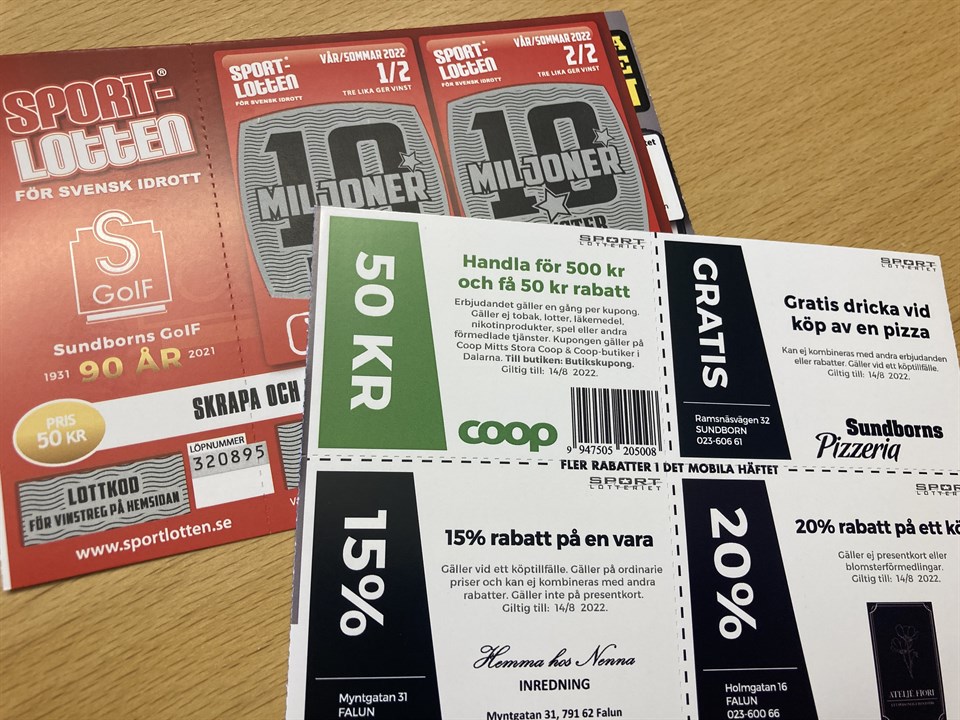 SPORT-
LOTTEN®
FÖR SVENSK IDROTT
S
GolF
Sundborns GolF
1931 90 ÅR 2021
PRIS
50 KR
SKRAPA OCH
LÖPNUMMER
320895
LOTTKOD
FÖR VINSTREG PÅ HEMSIDAN
www.sportlotten.se
SPORT-
LOTTEN
FÖR SVENSK IDROTT
VÅR/SOMMAR 2022
1/2
TRE LIKA GER VINST
10
MILJONER
SPORT-
LOTTEN
FÖR SVENSK IDROTT
VÅR/SOMMAR 2022
2/2
TRE LIKA GER VINST
10
MILJONER
50 KR
SPORT
LOTTERIET
Handla för 500 kr
och få 50 kr rabatt
Erbjudandet gäller en gång per kupong.
Gäller ej tobak, lotter, läkemedel,
nikotinprodukter, spel eller andra
förmedlade tjänster. Kupongen gäller på
Coop Mitts Stora Coop & Coop-butiker i
Dalarna. Till butiken: Butikskupong.
Giltig till: 14/8 2022.
coop
9 947505 205008
GRATIS
SPORT
LOTTERIET
Gratis dricka vid
köp av en pizza
Kan ej kombineras med andra erbjudanden
eller rabatter. Gäller vid ett köptillfälle.
Giltig till: 14/8 2022.
Ramsnäsvägen 32
SUNDBORN
023-606 61
Sundborns
Pizzeria
FLER RABATTER I DET MOBILA HÄFTET
15%
SPORT
LOTTERIET
15% rabatt på en vara
Gäller vid ett köptillfälle. Gäller på ordinarie
priser och kan ej kombineras med andra
rabatter. Gäller inte på presentkort.
Giltig till: 14/8 2022.
Hemma hos Nenna
INREDNING
Myntgatan 31
FALUN
Myntgatan 31, 791 62 Falun
20%
20% rabatt på ett
Gäller ej presentkort eller
blomsterförmedlingar.
Giltig till: 14/8 2022.
Holmgatan 16
FALUN
023-600 66
ATELJÉ FIORI